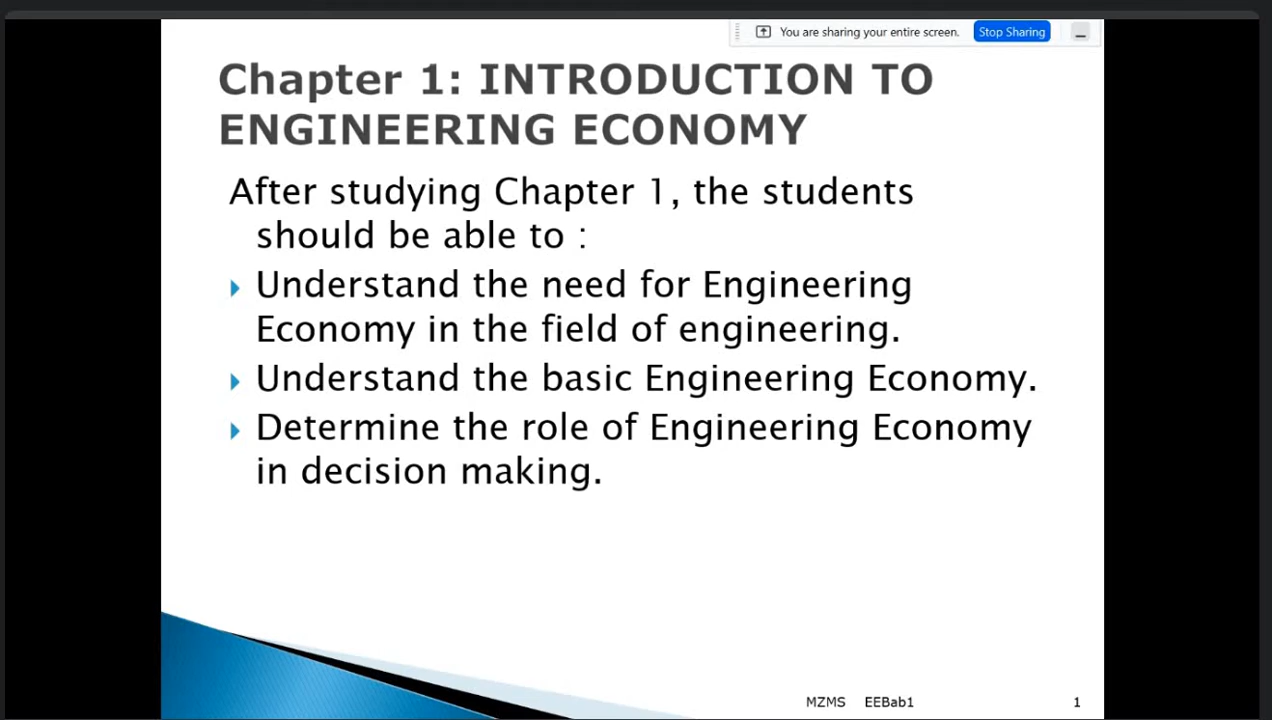 You are sharing your entire screen. Stop Sharing
Chapter 1: INTRODUCTION TO
ENGINEERING ECONOMY
After studying Chapter 1, the students
should be able to :
Understand the need for Engineering
Economy in the field of engineering.
Understand the basic Engineering Economy.
Determine the role of Engineering Economy
in decision making.
MZMS EEBab1 1